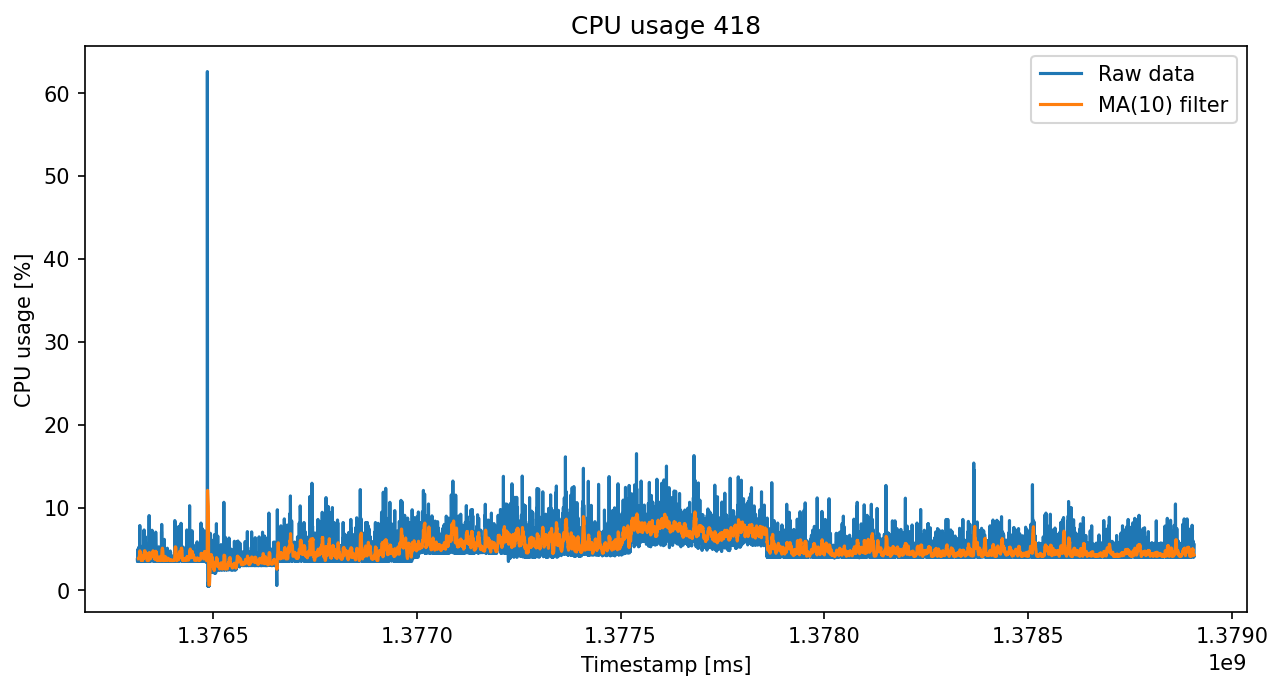 CPU usage 418
Raw data
MA(10) filter
CPU usage [%]
60
50
40
30
20
10
0
1.3765 1.3770 1.3775 1.3780 1.3785 1.3790
1e9
Timestamp [ms]